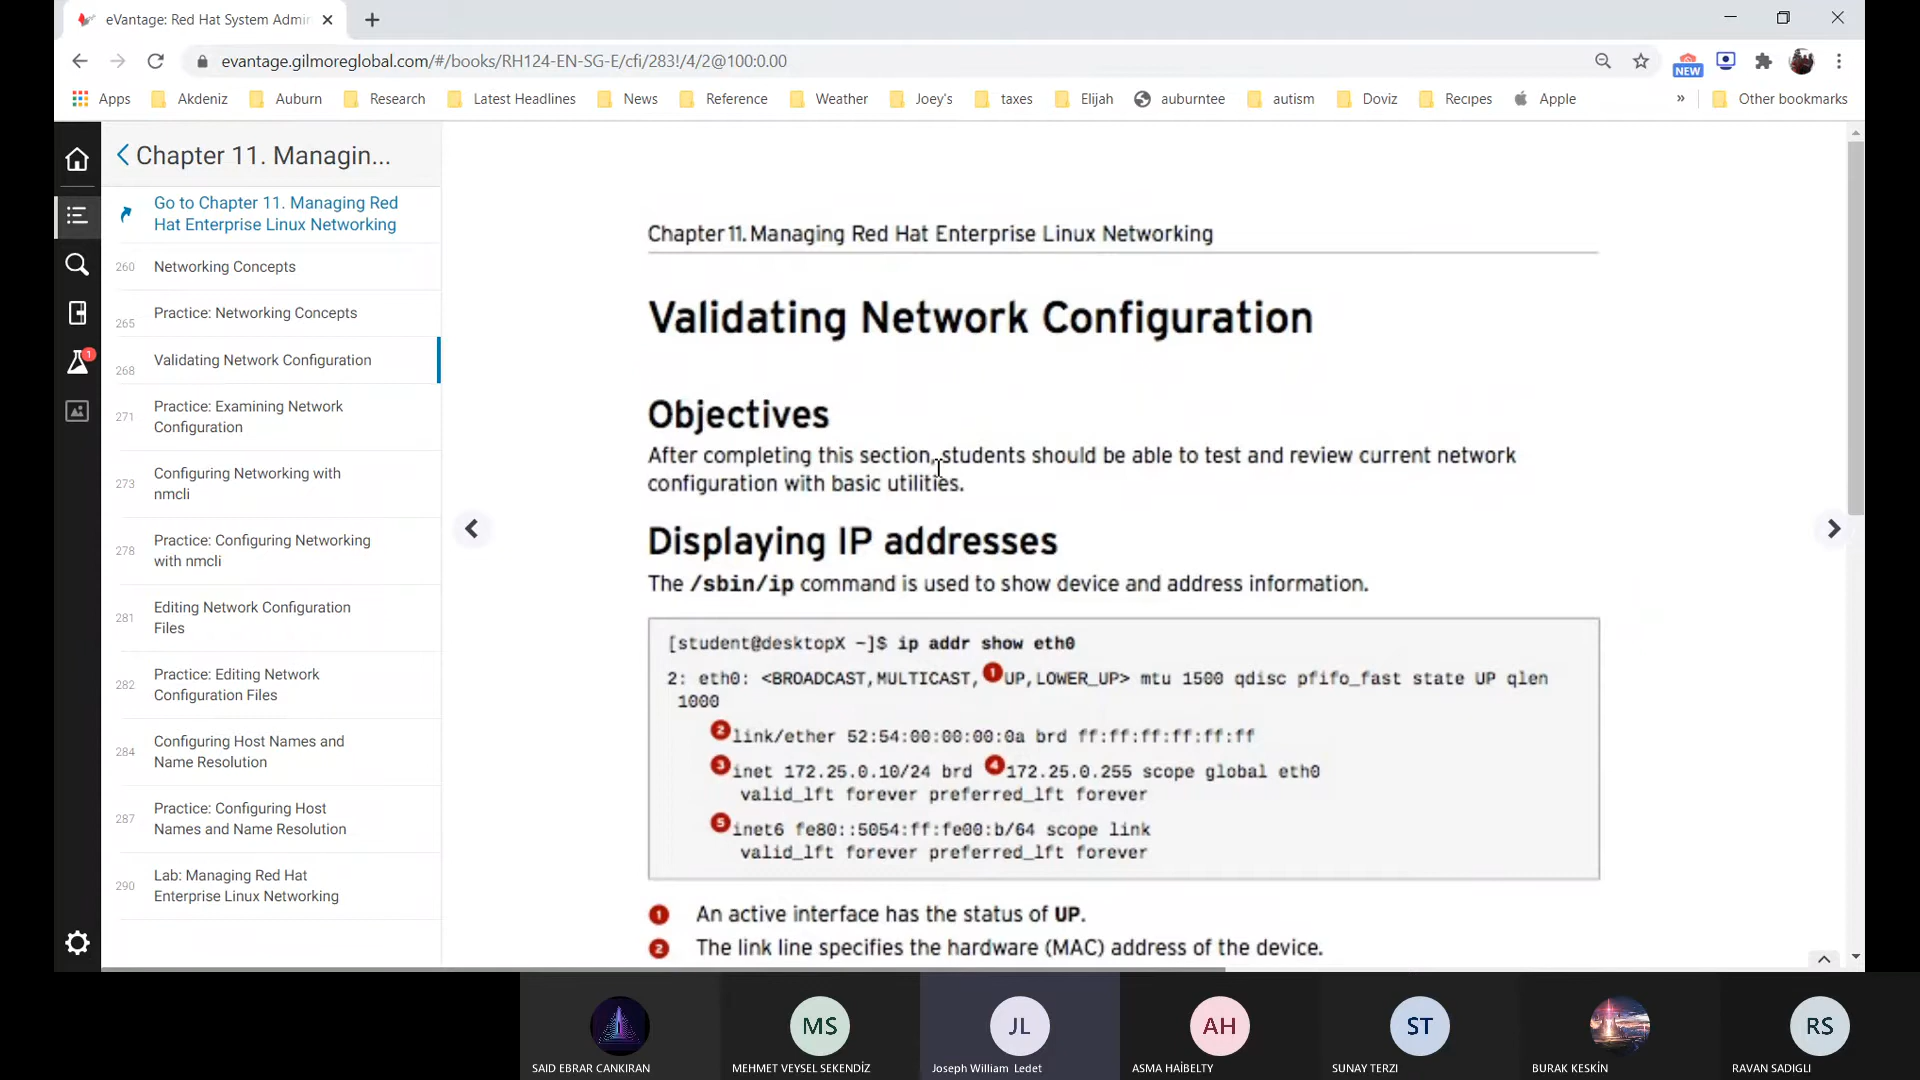 eVantage: Red Hat System Admi
evantage.gilmoreglobal.com/#/books/RH124-EN-SG-E/cfi/283!/4/2@100:0.00
NEW
Apps Akdeniz Auburn Research Latest Headlines News Reference Weather Joey's taxes Elijah auburntee autism Doviz Recipes Apple » Other bookmarks
Chapter 11. Managin...
Go to Chapter 11. Managing Red
Hat Enterprise Linux Networking
260 Networking Concepts
265 Practice: Networking Concepts
268 Validating Network Configuration
271 Practice: Examining Network
Configuration
273 Configuring Networking with
nmcli
278 Practice: Configuring Networking
with nmcli
281 Editing Network Configuration
Files
282 Practice: Editing Network
Configuration Files
284 Configuring Host Names and
Name Resolution
287 Practice: Configuring Host
Names and Name Resolution
290 Lab: Managing Red Hat
Enterprise Linux Networking
1
Chapter 11. Managing Red Hat Enterprise Linux Networking
Validating Network Configuration
Objectives
After completing this section, students should be able to test and review current network
configuration with basic utilities.
Displaying IP addresses
The /sbin/ip command is used to show device and address information.
[student@desktopX ~]$ ip addr show eth0
2: eth0: <BROADCAST,MULTICAST,1UP,LOWER_UP> mtu 1500 qdisc pfifo_fast state UP qlen
1000
2link/ether 52:54:00:00:00:0a brd ff:ff:ff:ff:ff:ff
3inet 172.25.0.10/24 brd 4172.25.0.255 scope global eth0
valid_lft forever preferred_lft forever
5inet6 fe80::5054:ff:fe00:b/64 scope link
valid_lft forever preferred_lft forever
1 An active interface has the status of UP.
2 The link line specifies the hardware (MAC) address of the device.
MS JL AH ST RS
SAID EBRAR CANKIRAN MEHMET VEYSEL SEKENDİZ Joseph William Ledet ASMA HAİBELTY SUNAY TERZI BURAK KESKİN RAVAN SADIGLI